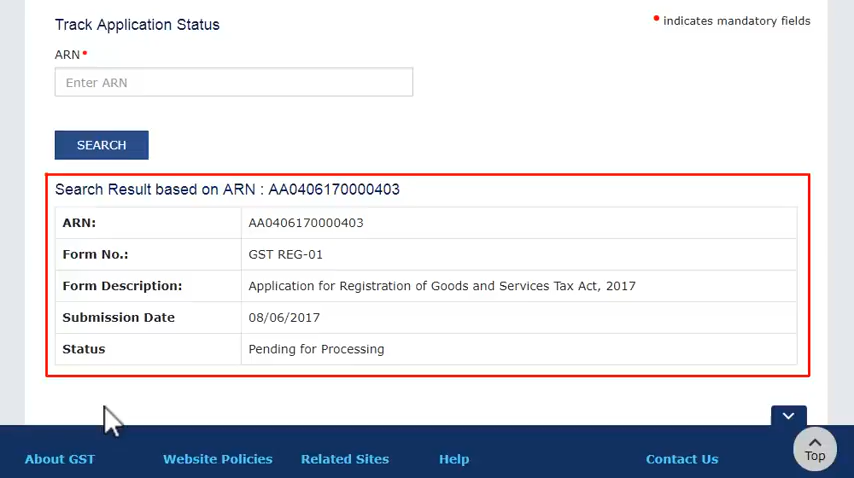 Track Application Status
• indicates mandatory fields
ARN•
Enter ARN
SEARCH
Search Result based on ARN : AA0406170000403
ARN: AA0406170000403
Form No.: GST REG-01
Form Description: Application for Registration of Goods and Services Tax Act, 2017
Submission Date 08/06/2017
Status Pending for Processing
Top
About GST Website Policies Related Sites Help Contact Us